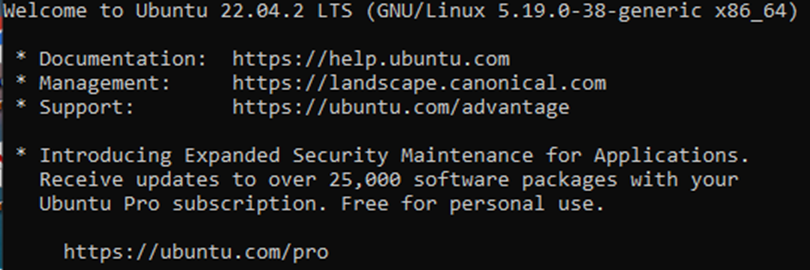 Welcome to Ubuntu 22.04.2 LTS (GNU/Linux 5.19.0-38-generic x86_64)
* Documentation: https://help.ubuntu.com
* Management: https://landscape.canonical.com
* Support: https://ubuntu.com/advantage
* Introducing Expanded Security Maintenance for Applications.
Receive updates to over 25,000 software packages with your
Ubuntu Pro subscription. Free for personal use.
https://ubuntu.com/pro